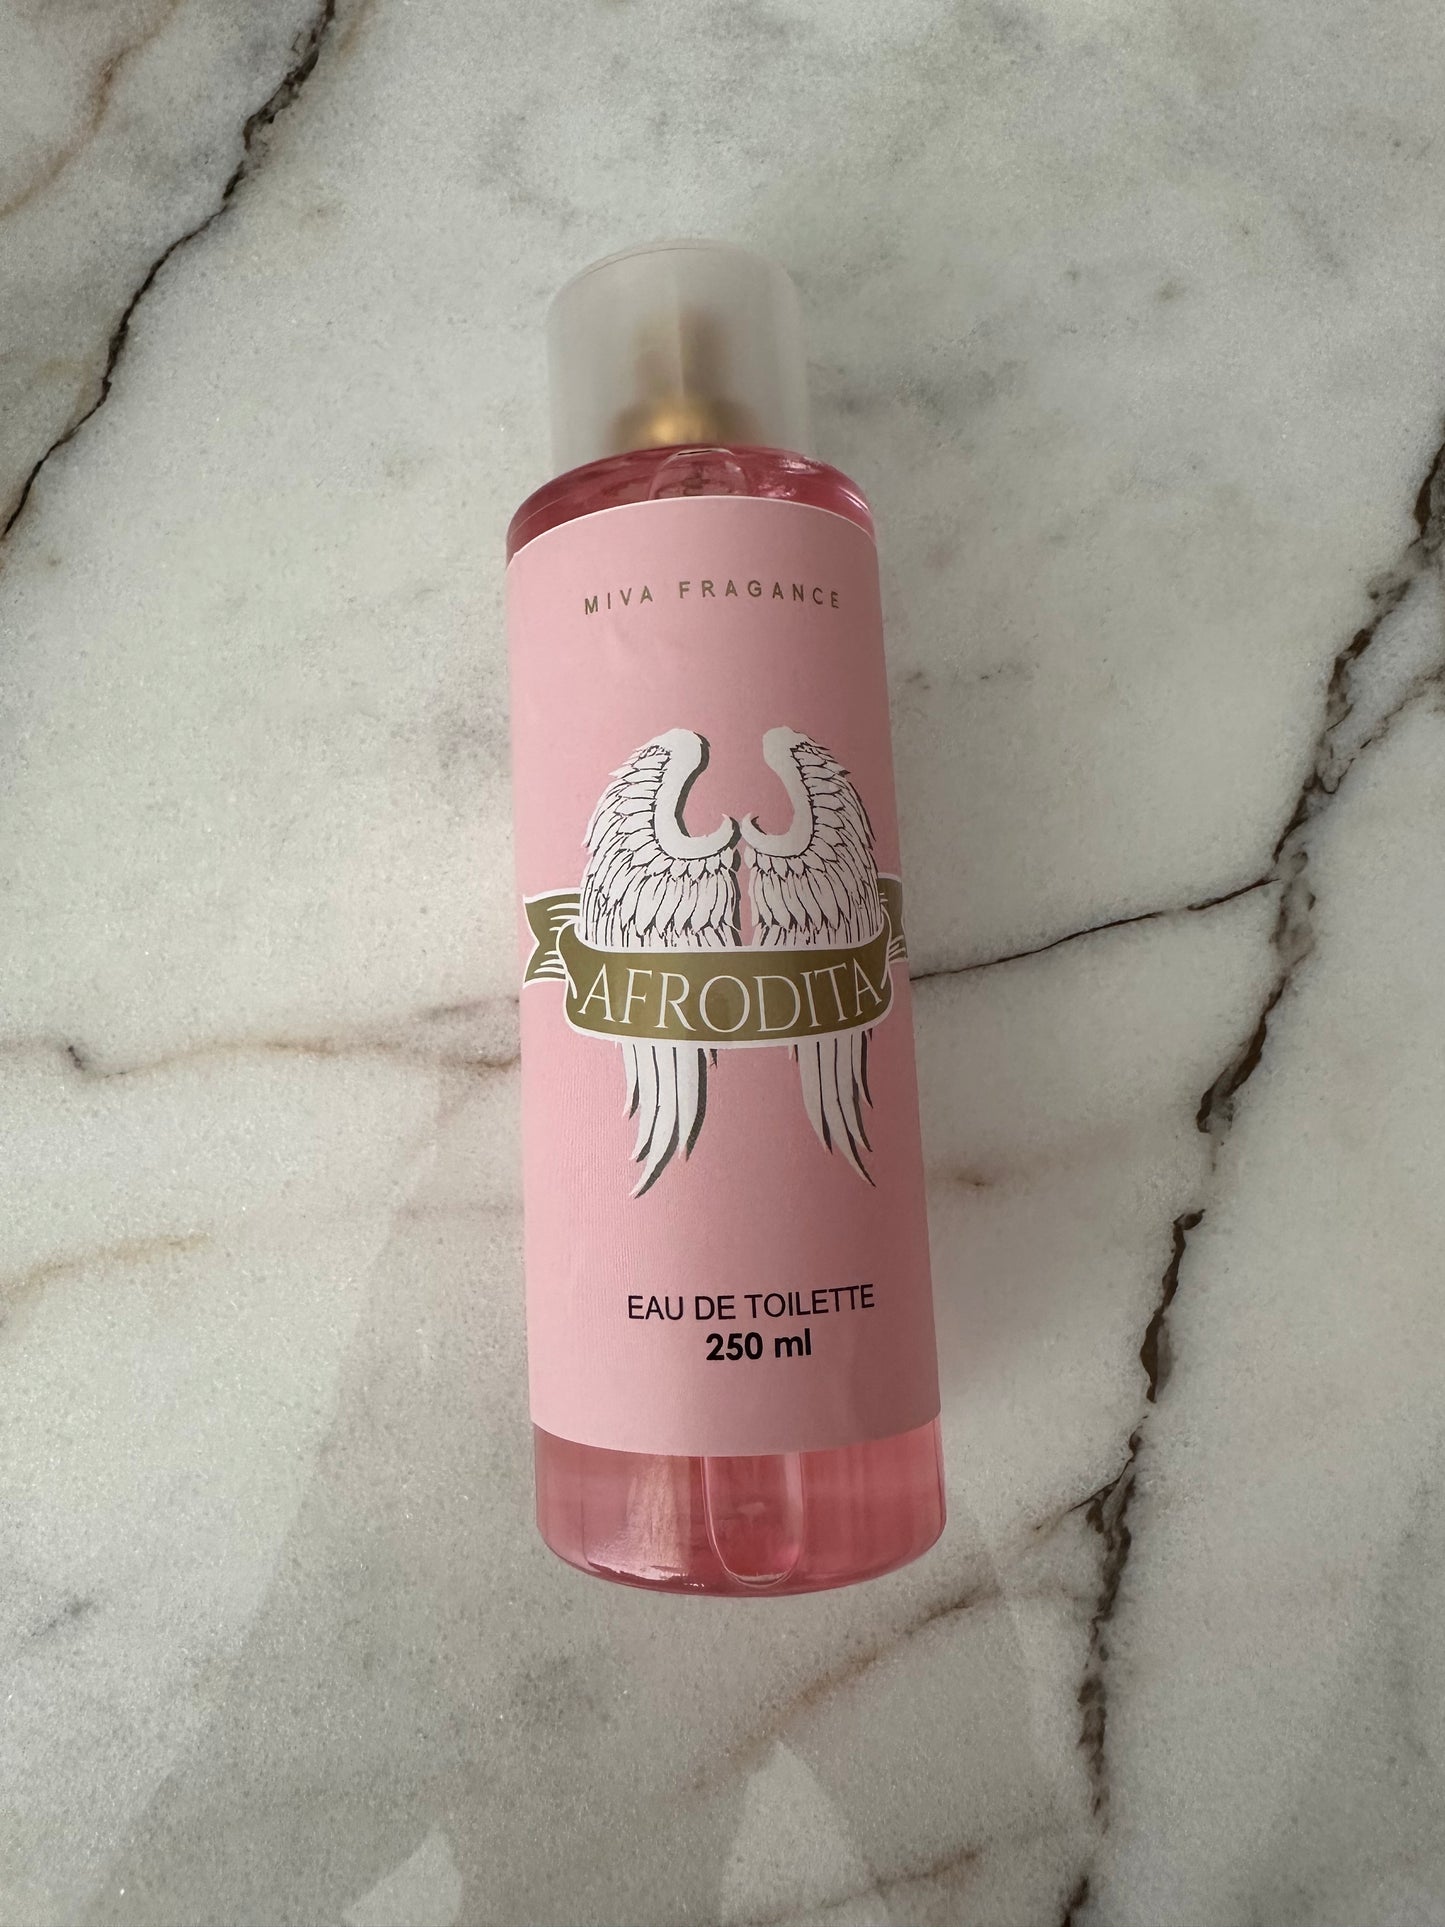 MIVA FRAGANCE
AFRODITA
EAU DE TOILETTE
250 ml